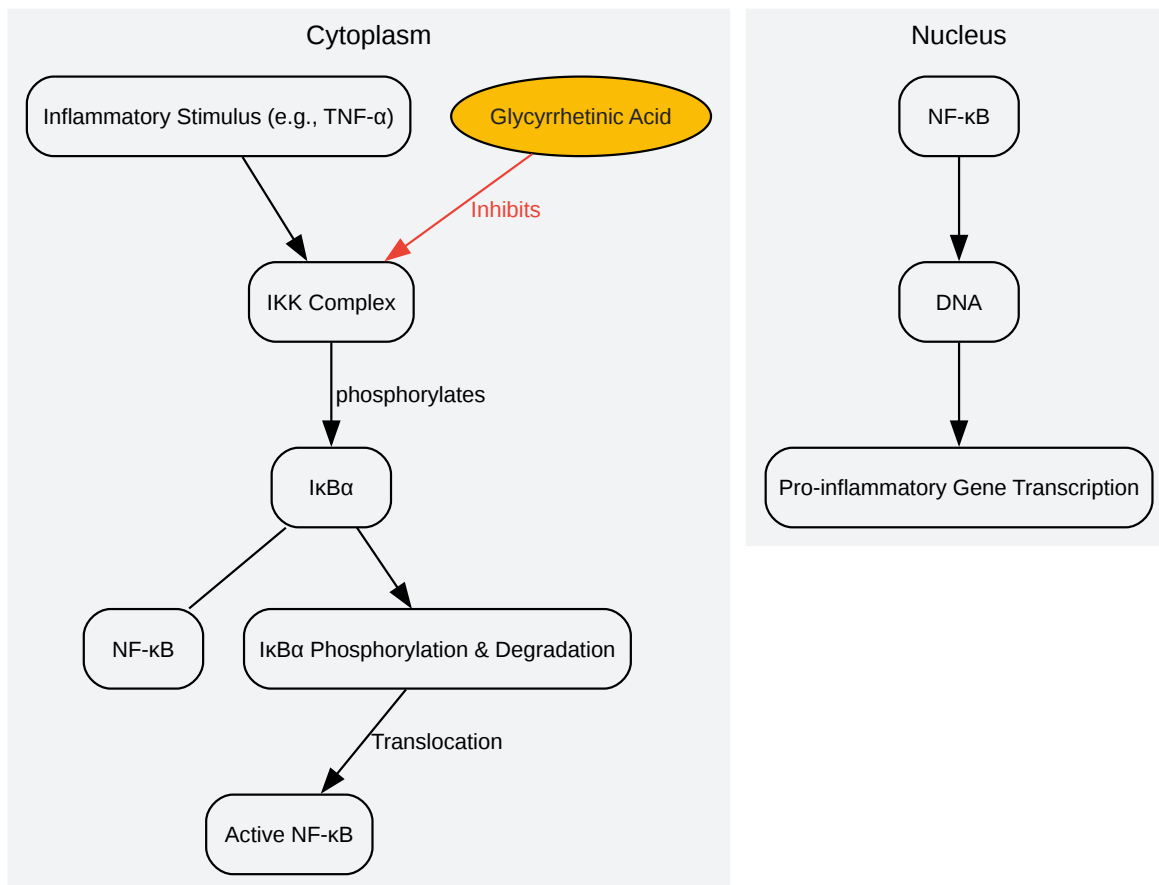 Cytoplasm
Inflammatory Stimulus (e.g., TNF-α)
Glycyrrhetinic Acid
Inhibits
IKK Complex
phosphorylates
IκBα
NF-κB
IκBα Phosphorylation & Degradation
Translocation
Active NF-κB
Nucleus
NF-κB
DNA
Pro-inflammatory Gene Transcription